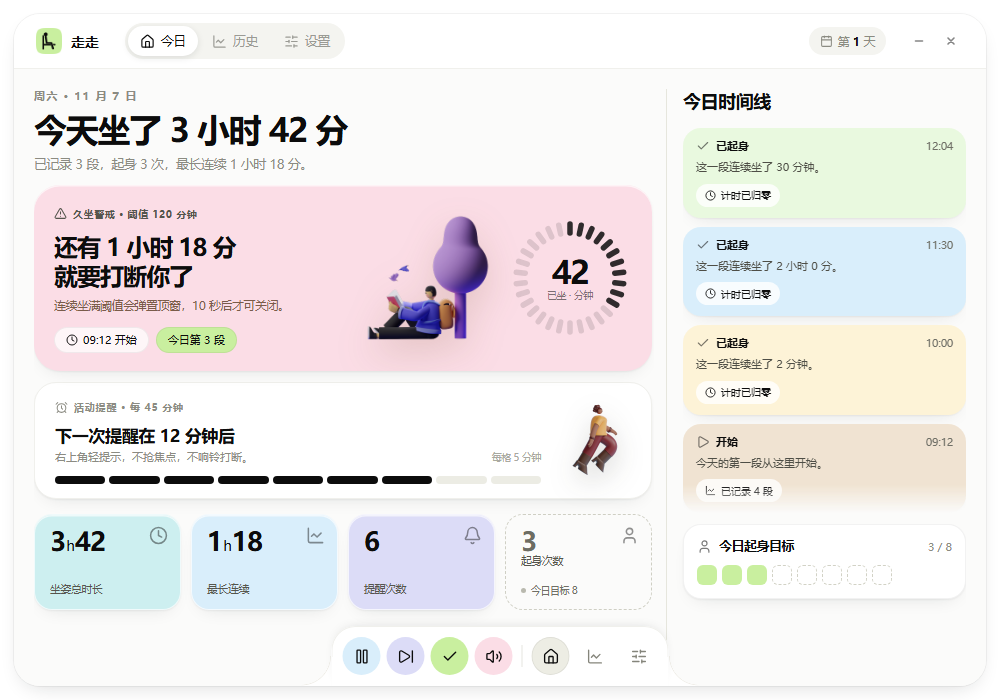 走走
今日
历史
设置
第 1 天
周六 • 11 月 7 日
今天坐了 3 小时 42 分
已记录 3 段，起身 3 次，最长连续 1 小时 18 分。
久坐警戒 • 阈值 120 分钟
还有 1 小时 18 分
就要打断你了
连续坐满阈值会弹置顶窗，10 秒后才可关闭。
09:12 开始
今日第 3 段
42
已坐 · 分钟
活动提醒 • 每 45 分钟
下一次提醒在 12 分钟后
右上角轻提示，不抢焦点，不响铃打断。
每格 5 分钟
3h42
坐姿总时长
1h18
最长连续
6
提醒次数
3
起身次数
今日目标 8
今日时间线
已起身
12:04
这一段连续坐了 30 分钟。
计时已归零
已起身
11:30
这一段连续坐了 2 小时 0 分。
计时已归零
已起身
10:00
这一段连续坐了 2 分钟。
计时已归零
开始
09:12
今天的第一段从这里开始。
已记录 4 段
今日起身目标
3 / 8